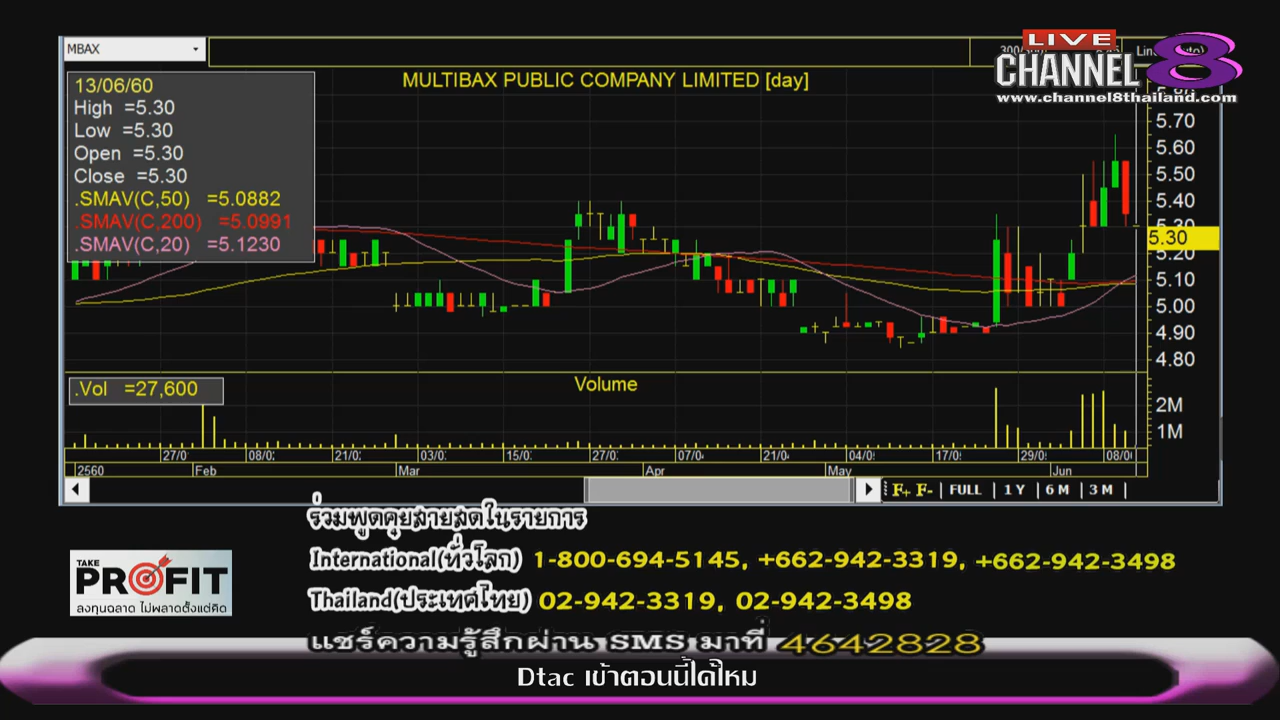 MBAX
LIVE
CHANNEL 8
www.channel8thailand.com
MULTIBAX PUBLIC COMPANY LIMITED [day]
13/06/60
High =5.30
Low =5.30
Open =5.30
Close =5.30
.SMAV(C,50) =5.0882
.SMAV(C,200) =5.0991
.SMAV(C,20) =5.1230
5.70
5.60
5.50
5.40
5.30
5.30
5.20
5.10
5.00
4.90
4.80
.Vol =27,600
Volume
2M
1M
27/0 08/0 21/0 03/0 15/0 27/0 07/0 21/0 04/0 17/0 29/0 08/0
2560 Feb Mar Apr May Jun
F+ F- | FULL | 1 Y | 6 M | 3 M |
ร่วมพูดคุยสายสดในรายการ
International(ทั่วโลก) 1-800-694-5145, +662-942-3319, +662-942-3498
Thailand(ประเทศไทย) 02-942-3319, 02-942-3498
แชร์ความรู้สึกผ่าน SMS มาที่ 4642828
TAKE
PROFIT
ลงทุนฉลาด ไม่พลาดตั้งแต่คิด
Dtac เข้าตอนนี้ได้ไหม